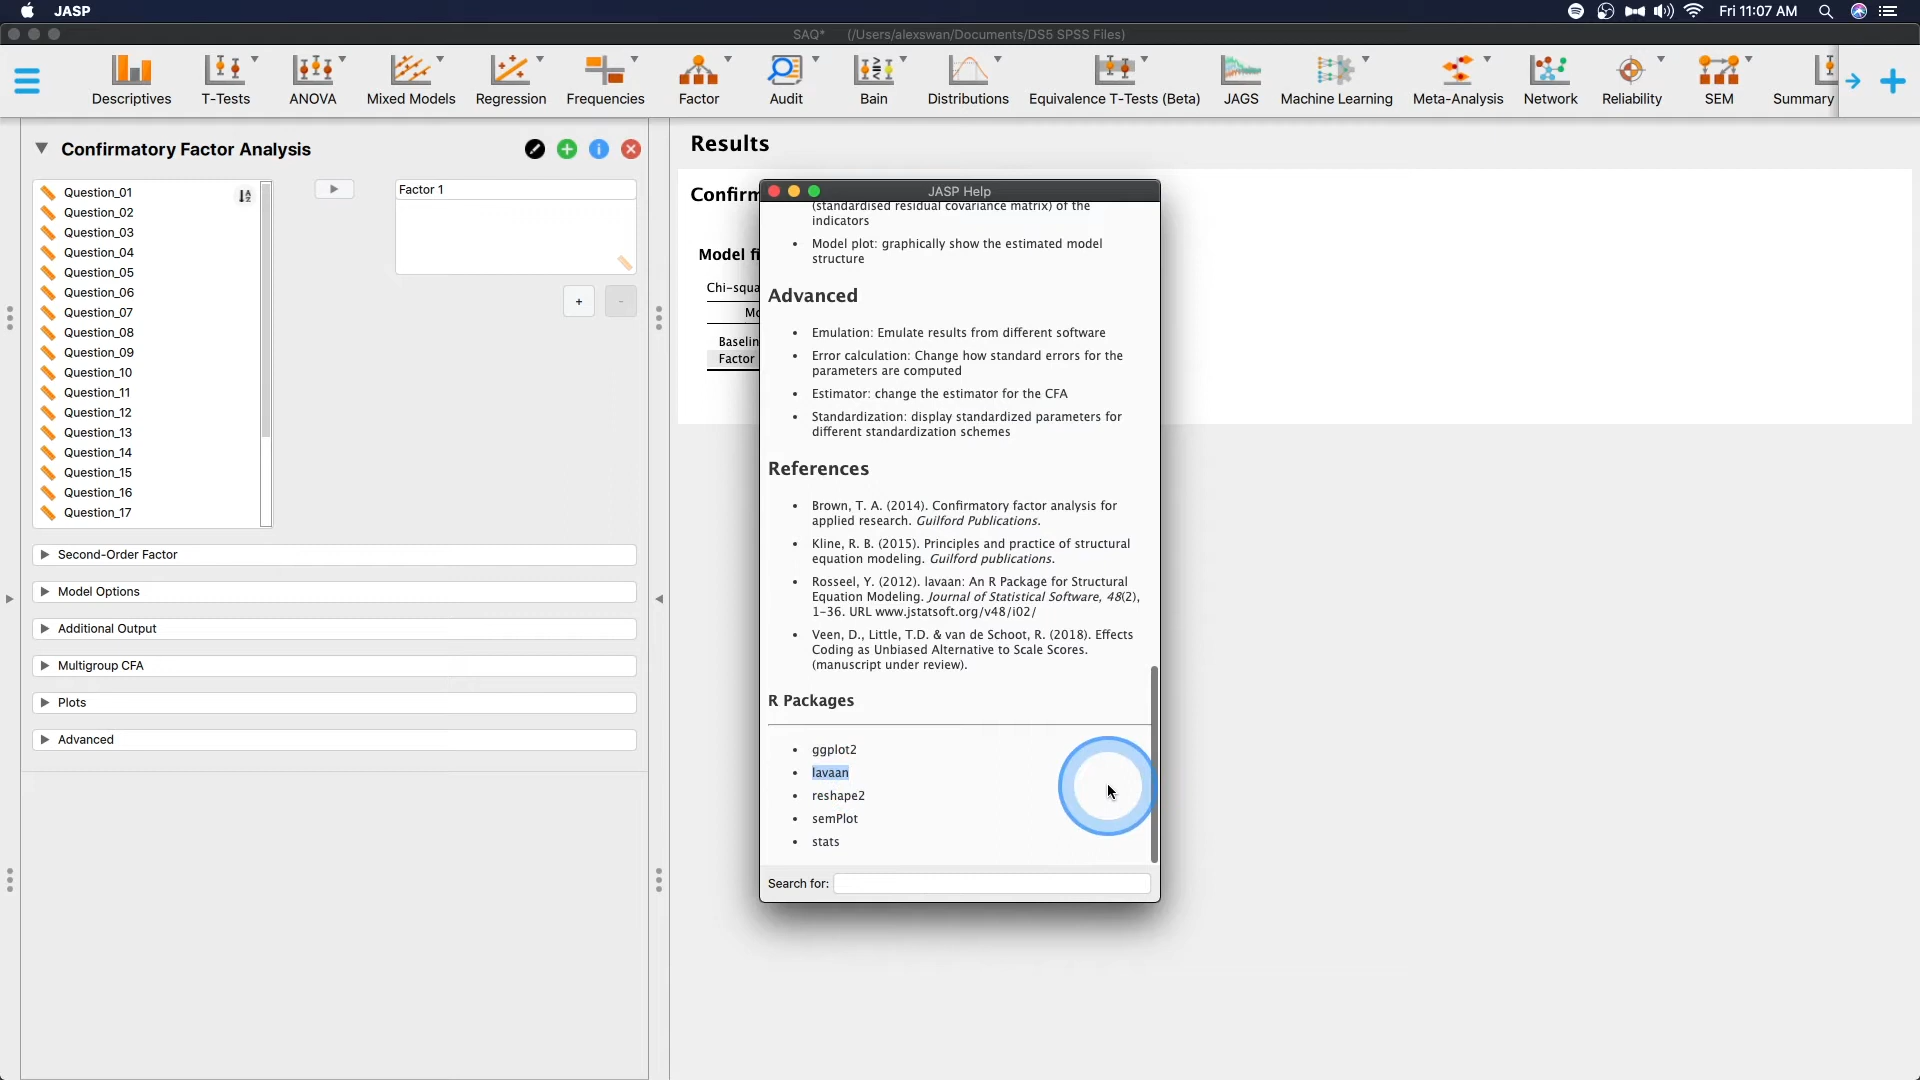 JASP
Fri 11:07 AM
SAQ* (/Users/alexswan/Documents/DS5 SPSS Files)
Descriptives
T-Tests
ANOVA
Mixed Models
Regression
Frequencies
Factor
Audit
Bain
Distributions
Equivalence T-Tests (Beta)
JAGS
Machine Learning
Meta-Analysis
Network
Reliability
SEM
Summary
Confirmatory Factor Analysis
Question_01
Question_02
Question_03
Question_04
Question_05
Question_06
Question_07
Question_08
Question_09
Question_10
Question_11
Question_12
Question_13
Question_14
Question_15
Question_16
Question_17
Factor 1
+
-
Second-Order Factor
Model Options
Additional Output
Multigroup CFA
Plots
Advanced
Results
Confirm
Model fi
Chi-squa
Mo
Baselin
Factor
JASP Help
(standardised residual covariance matrix) of the
indicators
• Model plot: graphically show the estimated model
structure
Advanced
• Emulation: Emulate results from different software
• Error calculation: Change how standard errors for the
parameters are computed
• Estimator: change the estimator for the CFA
• Standardization: display standardized parameters for
different standardization schemes
References
• Brown, T. A. (2014). Confirmatory factor analysis for
applied research. Guilford Publications.
• Kline, R. B. (2015). Principles and practice of structural
equation modeling. Guilford publications.
• Rosseel, Y. (2012). lavaan: An R Package for Structural
Equation Modeling. Journal of Statistical Software, 48(2),
1-36. URL www.jstatsoft.org/v48/i02/
• Veen, D., Little, T.D. & van de Schoot, R. (2018). Effects
Coding as Unbiased Alternative to Scale Scores.
(manuscript under review).
R Packages
• ggplot2
• lavaan
• reshape2
• semPlot
• stats
Search for: